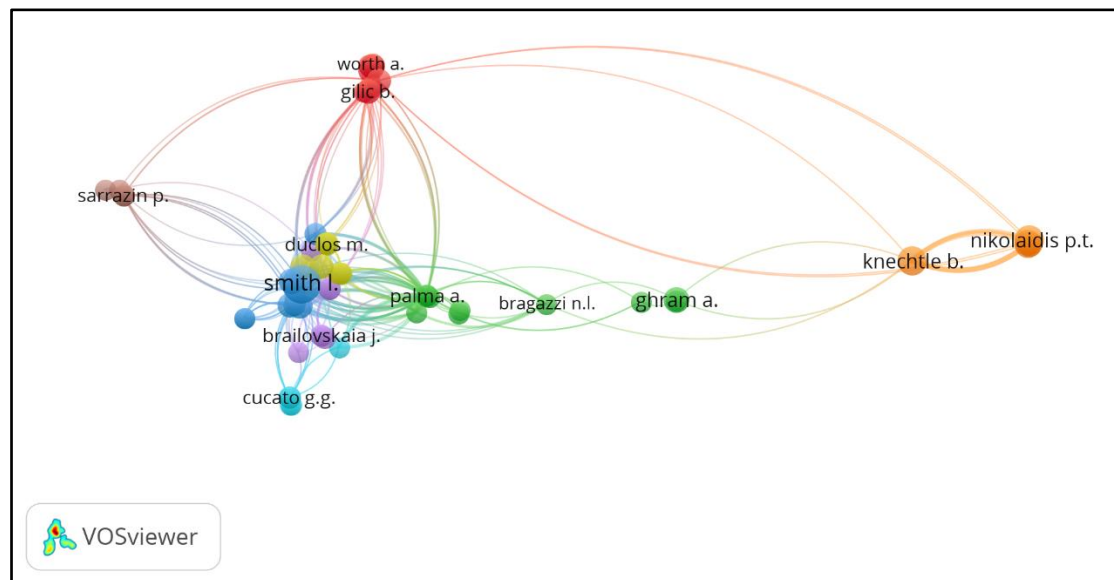 worth a.
gilic b.
sarrazin p.
duclos m.
nikolaidis p.t.
knechtle b.
smith l.
palma a.
bragazzi n.l.
ghram a.
brailovskaia j.
cucato g.g.
VOSviewer